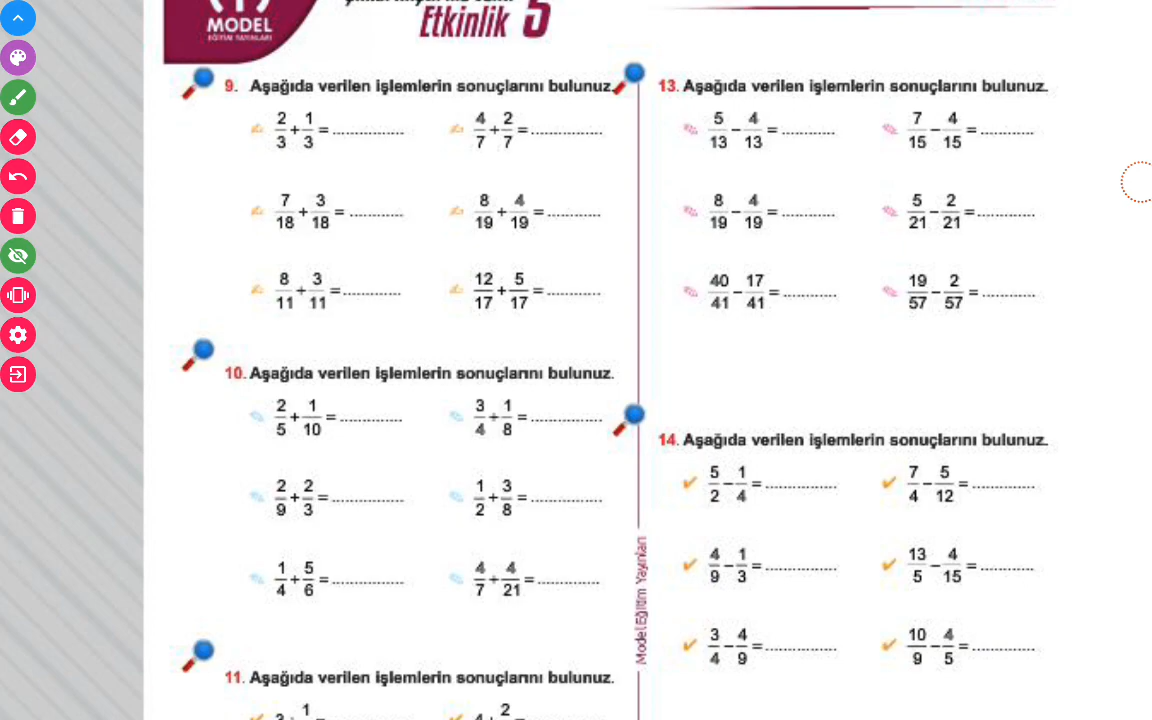 MODEL
EĞİTİM YAYINLARI
Etkinlik 5
9. Aşağıda verilen işlemlerin sonuçlarını bulunuz.
2/3 + 1/3 = ................
4/7 + 2/7 = ................
7/18 + 3/18 = ............
8/19 + 4/19 = ............
8/11 + 3/11 = .............
12/17 + 5/17 = ............
10. Aşağıda verilen işlemlerin sonuçlarını bulunuz.
2/5 + 1/10 = ..............
3/4 + 1/8 = ................
2/9 + 2/3 = ................
1/2 + 3/8 = ................
1/4 + 5/6 = ................
4/7 + 4/21 = ..............
11. Aşağıda verilen işlemlerin sonuçlarını bulunuz.
13. Aşağıda verilen işlemlerin sonuçlarını bulunuz.
5/13 − 4/13 = ............
7/15 − 4/15 = ............
8/19 − 4/19 = ............
5/21 − 2/21 = .............
40/41 − 17/41 = ............
19/57 − 2/57 = ............
14. Aşağıda verilen işlemlerin sonuçlarını bulunuz.
5/2 − 1/4 = ................
7/4 − 5/12 = ..............
4/9 − 1/3 = ................
13/5 − 4/15 = ............
3/4 − 4/9 = ................
10/9 − 4/5 = ..............
Model Eğitim Yayınları